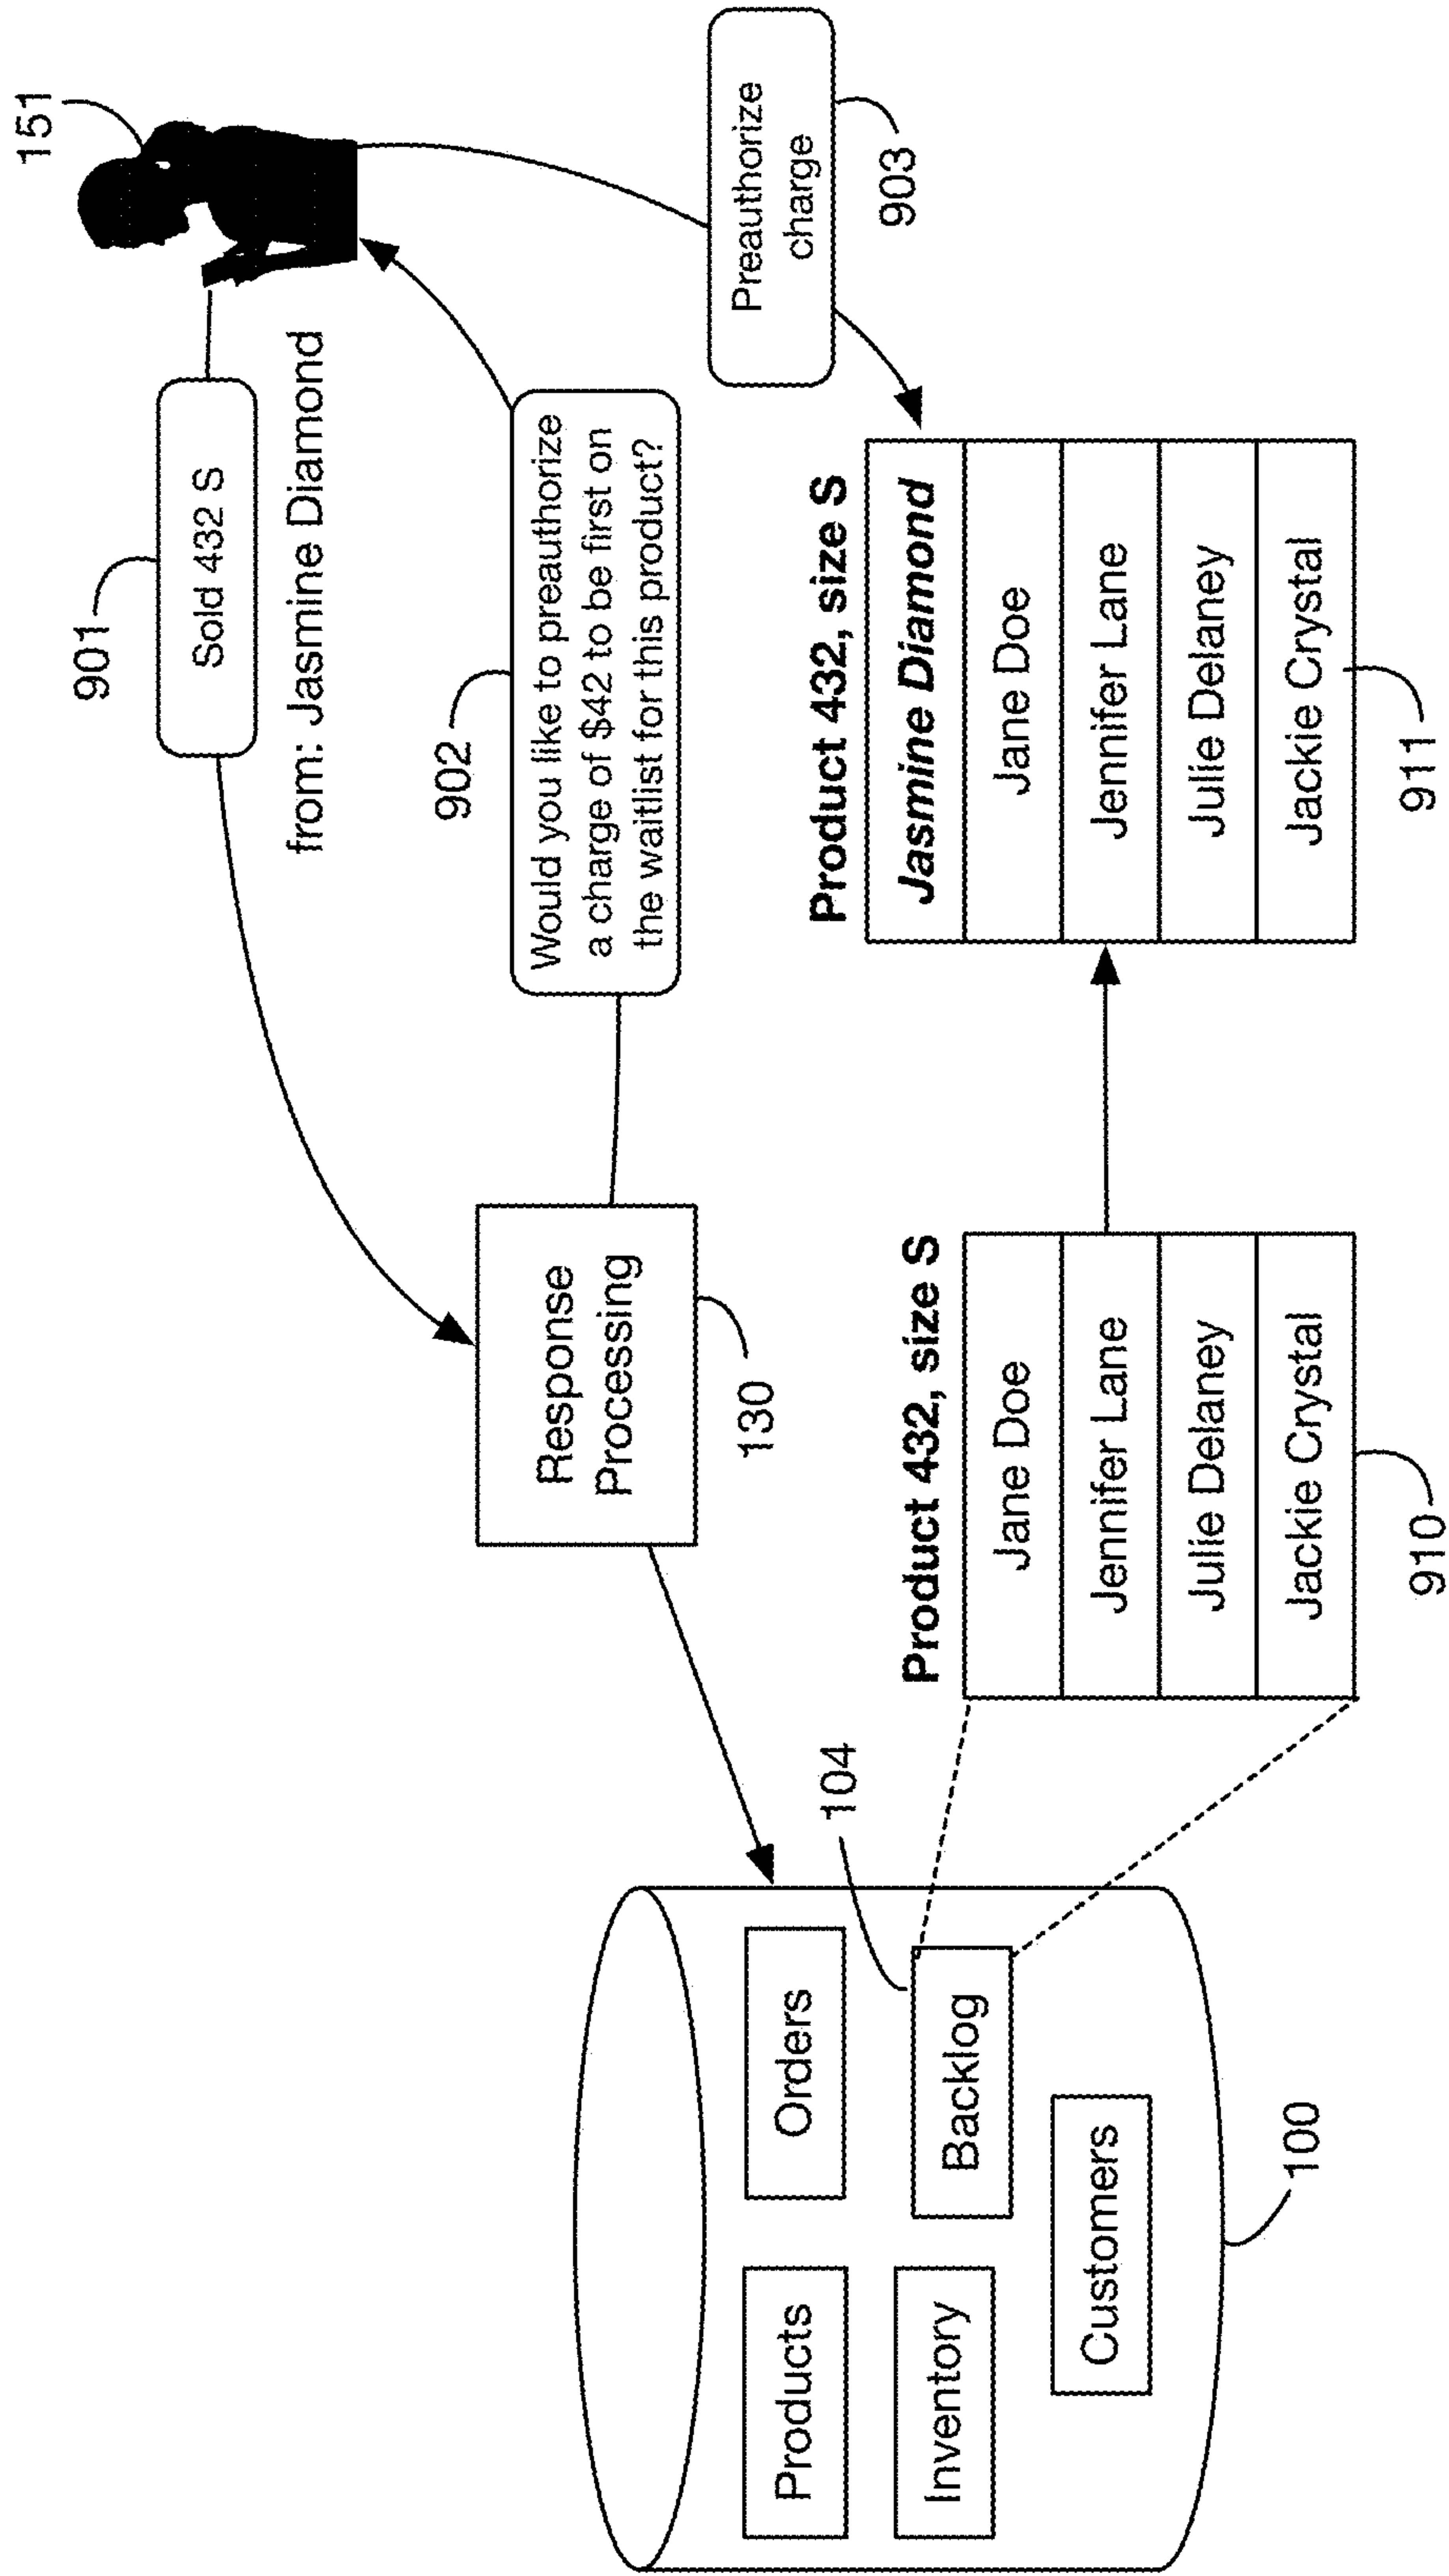 151
901
Sold 432 S
from: Jasmine Diamond
902
Would you like to preauthorize
a charge of $42 to be first on
the waitlist for this product?
Preauthorize
charge
903
Response
Processing
130
Products
Orders
Inventory
Backlog
Customers
104
100
Product 432, size S
Jane Doe
Jennifer Lane
Julie Delaney
Jackie Crystal
910
Product 432, size S
Jasmine Diamond
Jane Doe
Jennifer Lane
Julie Delaney
Jackie Crystal
911